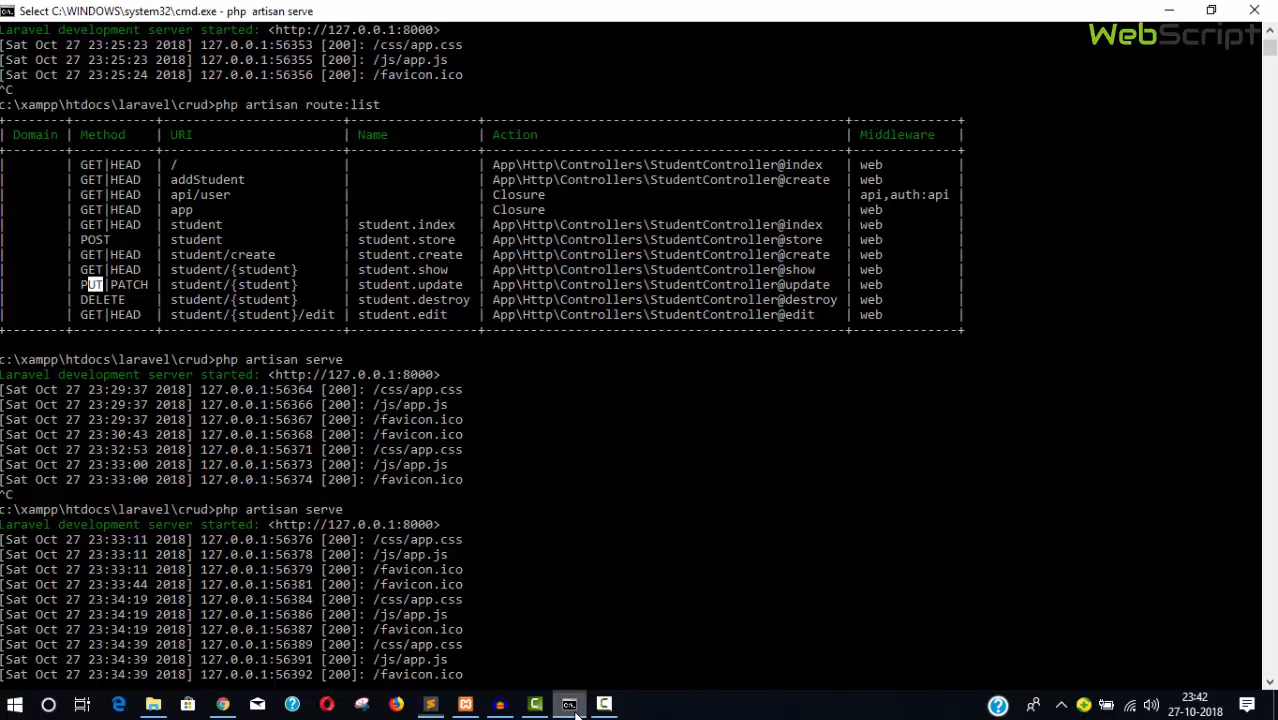 Select C:\WINDOWS\system32\cmd.exe - php  artisan serve
WebScript
Laravel development server started: <http://127.0.0.1:8000>
[Sat Oct 27 23:25:23 2018] 127.0.0.1:56353 [200]: /css/app.css
[Sat Oct 27 23:25:23 2018] 127.0.0.1:56355 [200]: /js/app.js
[Sat Oct 27 23:25:24 2018] 127.0.0.1:56356 [200]: /favicon.ico
^C
c:\xampp\htdocs\laravel\crud>php artisan route:list
| Domain | Method | URI | Name | Action | Middleware |
| | GET|HEAD | / | | App\Http\Controllers\StudentController@index | web |
| | GET|HEAD | addStudent | | App\Http\Controllers\StudentController@create | web |
| | GET|HEAD | api/user | | Closure | api,auth:api |
| | GET|HEAD | app | | Closure | web |
| | GET|HEAD | student | student.index | App\Http\Controllers\StudentController@index | web |
| | POST | student | student.store | App\Http\Controllers\StudentController@store | web |
| | GET|HEAD | student/create | student.create | App\Http\Controllers\StudentController@create | web |
| | GET|HEAD | student/{student} | student.show | App\Http\Controllers\StudentController@show | web |
| | PUT|PATCH | student/{student} | student.update | App\Http\Controllers\StudentController@update | web |
| | DELETE | student/{student} | student.destroy | App\Http\Controllers\StudentController@destroy | web |
| | GET|HEAD | student/{student}/edit | student.edit | App\Http\Controllers\StudentController@edit | web |
c:\xampp\htdocs\laravel\crud>php artisan serve
Laravel development server started: <http://127.0.0.1:8000>
[Sat Oct 27 23:29:37 2018] 127.0.0.1:56364 [200]: /css/app.css
[Sat Oct 27 23:29:37 2018] 127.0.0.1:56366 [200]: /js/app.js
[Sat Oct 27 23:29:37 2018] 127.0.0.1:56367 [200]: /favicon.ico
[Sat Oct 27 23:30:43 2018] 127.0.0.1:56368 [200]: /favicon.ico
[Sat Oct 27 23:32:53 2018] 127.0.0.1:56371 [200]: /css/app.css
[Sat Oct 27 23:33:00 2018] 127.0.0.1:56373 [200]: /js/app.js
[Sat Oct 27 23:33:00 2018] 127.0.0.1:56374 [200]: /favicon.ico
^C
c:\xampp\htdocs\laravel\crud>php artisan serve
Laravel development server started: <http://127.0.0.1:8000>
[Sat Oct 27 23:33:11 2018] 127.0.0.1:56376 [200]: /css/app.css
[Sat Oct 27 23:33:11 2018] 127.0.0.1:56378 [200]: /js/app.js
[Sat Oct 27 23:33:11 2018] 127.0.0.1:56379 [200]: /favicon.ico
[Sat Oct 27 23:33:44 2018] 127.0.0.1:56381 [200]: /favicon.ico
[Sat Oct 27 23:34:19 2018] 127.0.0.1:56384 [200]: /css/app.css
[Sat Oct 27 23:34:19 2018] 127.0.0.1:56386 [200]: /js/app.js
[Sat Oct 27 23:34:19 2018] 127.0.0.1:56387 [200]: /favicon.ico
[Sat Oct 27 23:34:39 2018] 127.0.0.1:56389 [200]: /css/app.css
[Sat Oct 27 23:34:39 2018] 127.0.0.1:56391 [200]: /js/app.js
[Sat Oct 27 23:34:39 2018] 127.0.0.1:56392 [200]: /favicon.ico
23:42
27-10-2018